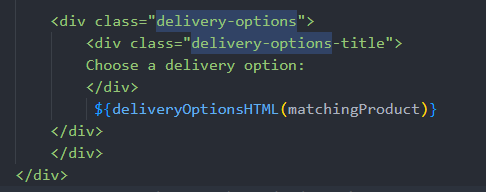 <div class="delivery-options">
<div class="delivery-options-title">
Choose a delivery option:
</div>
${deliveryOptionsHTML(matchingProduct)}
</div>
</div>
</div>